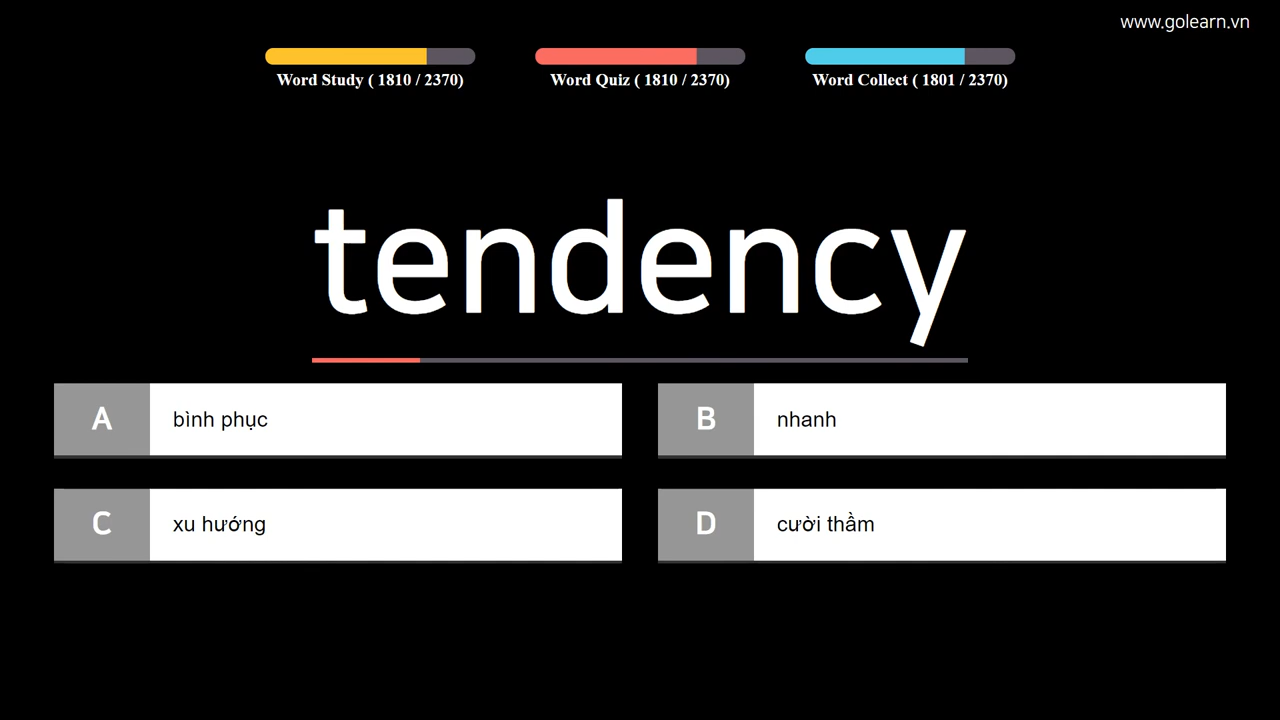 www.golearn.vn
Word Study ( 1810 / 2370)
Word Quiz ( 1810 / 2370)
Word Collect ( 1801 / 2370)
tendency
A bình phục
B nhanh
C xu hướng
D cười thầm